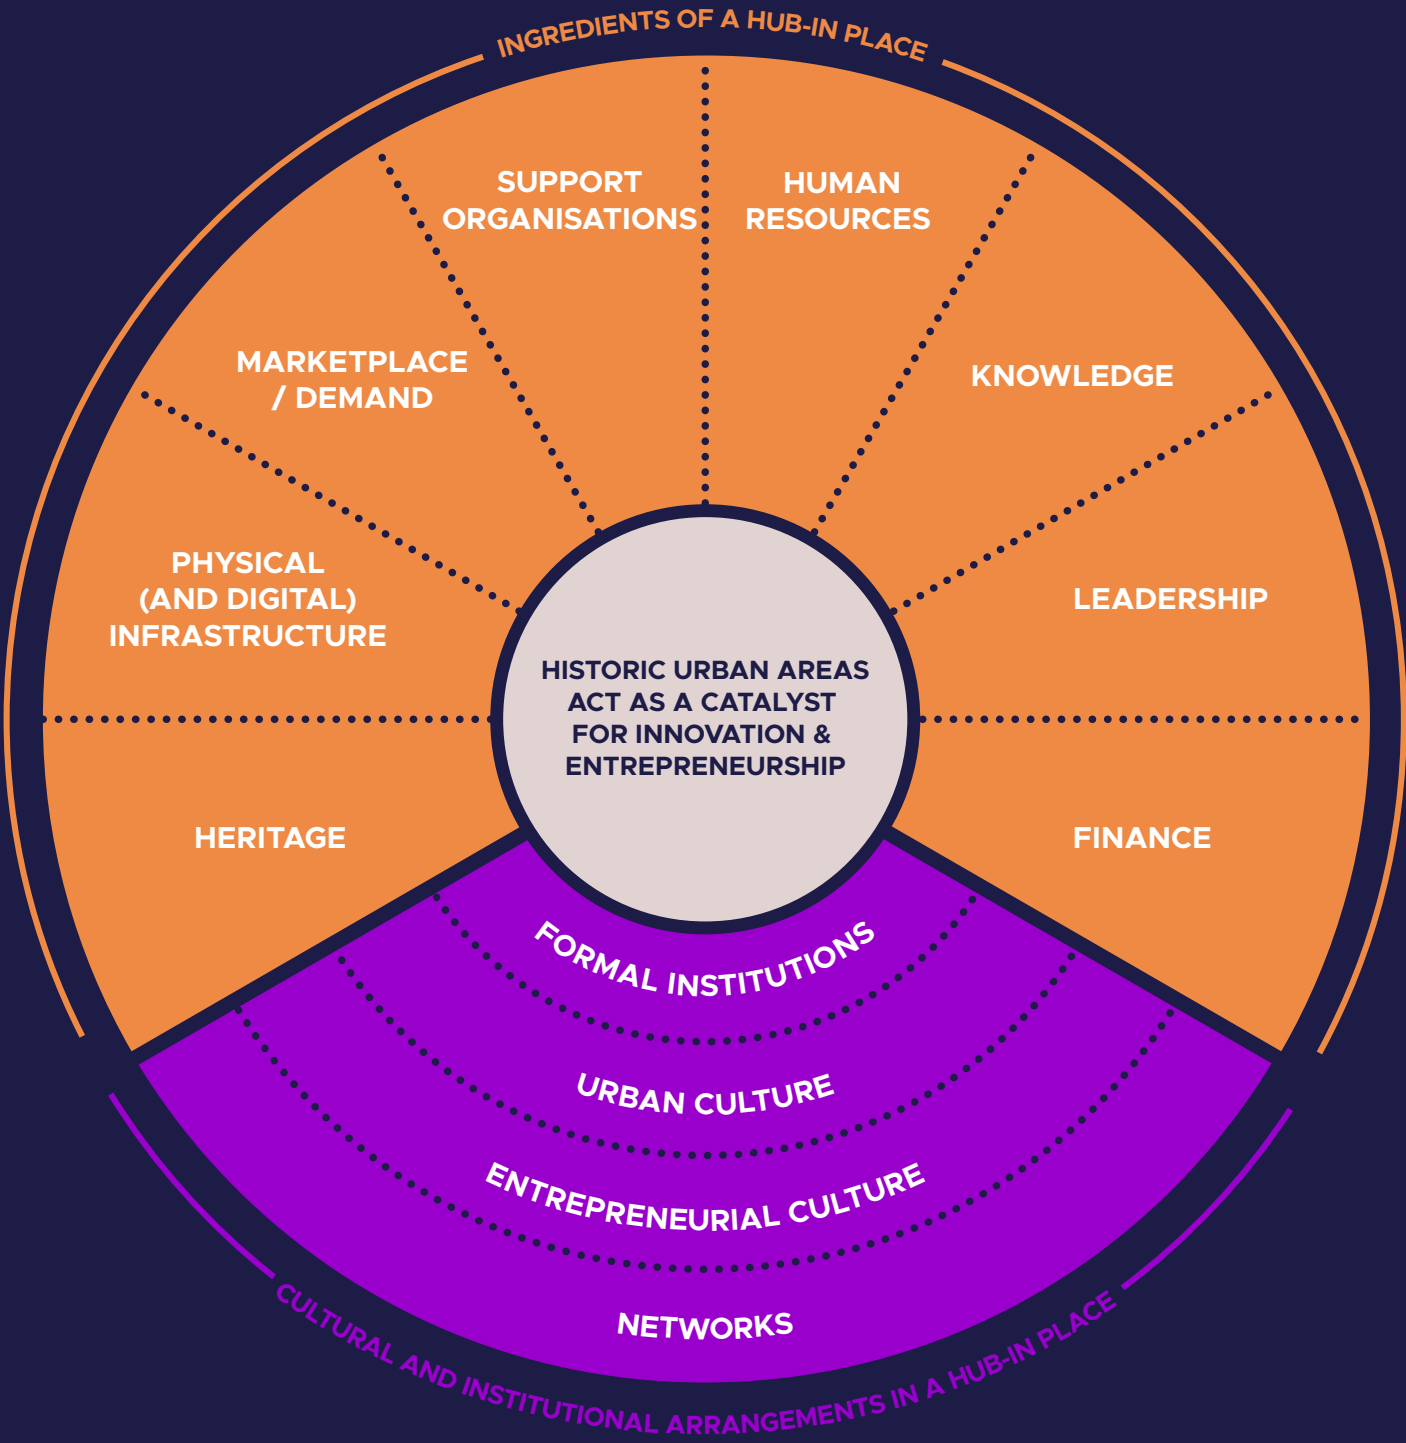 INGREDIENTS OF A HUB-IN PLACE
SUPPORT
ORGANISATIONS
HUMAN
RESOURCES
MARKETPLACE
/ DEMAND
KNOWLEDGE
PHYSICAL
(AND DIGITAL)
INFRASTRUCTURE
LEADERSHIP
HISTORIC URBAN AREAS
ACT AS A CATALYST
FOR INNOVATION &
ENTREPRENEURSHIP
HERITAGE
FINANCE
FORMAL INSTITUTIONS
URBAN CULTURE
ENTREPRENEURIAL CULTURE
NETWORKS
CULTURAL AND INSTITUTIONAL ARRANGEMENTS IN A HUB-IN PLACE